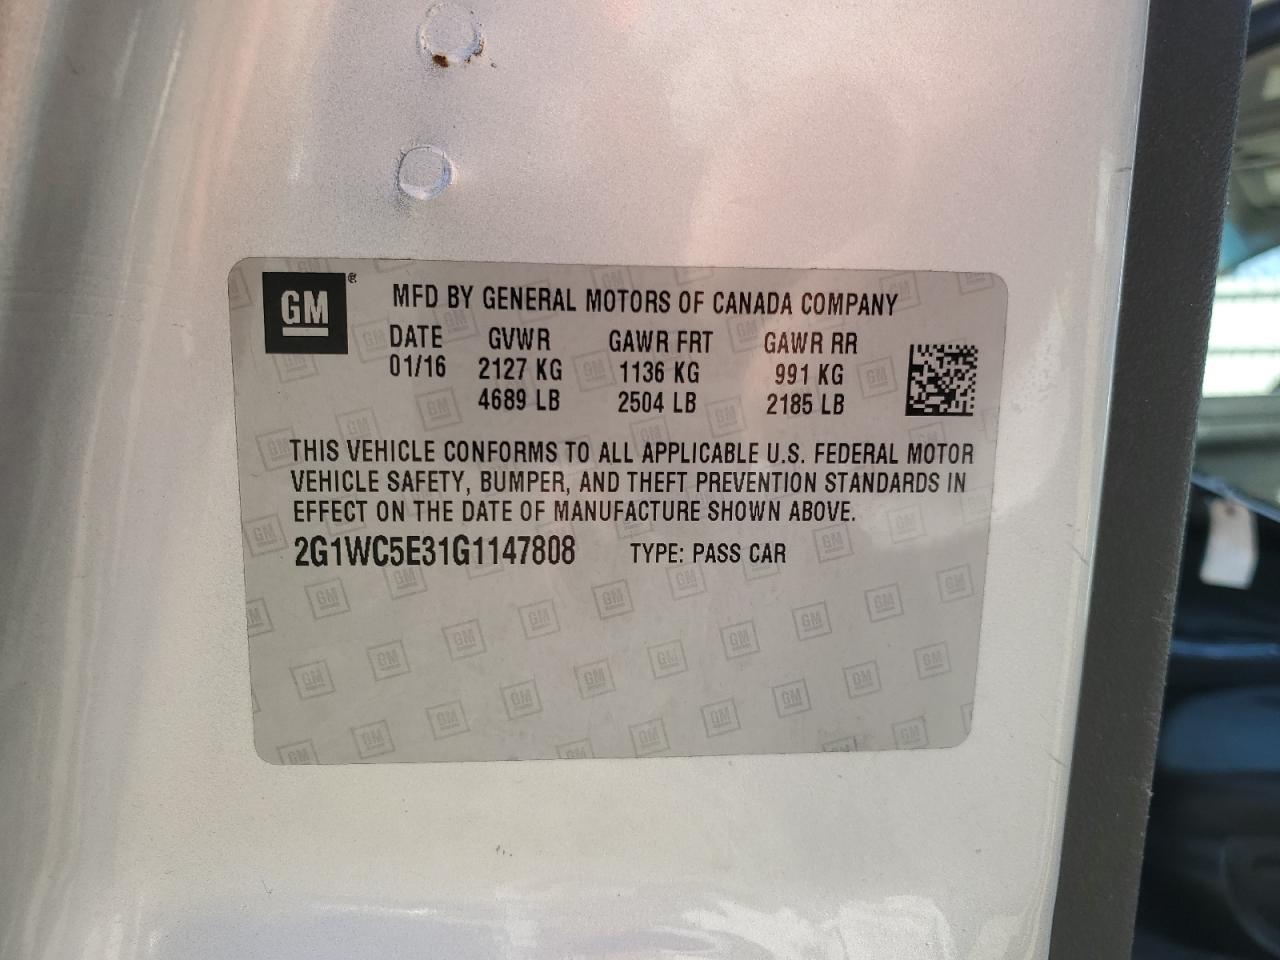 GM®
MFD BY GENERAL MOTORS OF CANADA COMPANY
DATE GVWR GAWR FRT GAWR RR
01/16 2127 KG 1136 KG 991 KG
4689 LB 2504 LB 2185 LB
THIS VEHICLE CONFORMS TO ALL APPLICABLE U.S. FEDERAL MOTOR
VEHICLE SAFETY, BUMPER, AND THEFT PREVENTION STANDARDS IN
EFFECT ON THE DATE OF MANUFACTURE SHOWN ABOVE.
2G1WC5E31G1147808 TYPE: PASS CAR